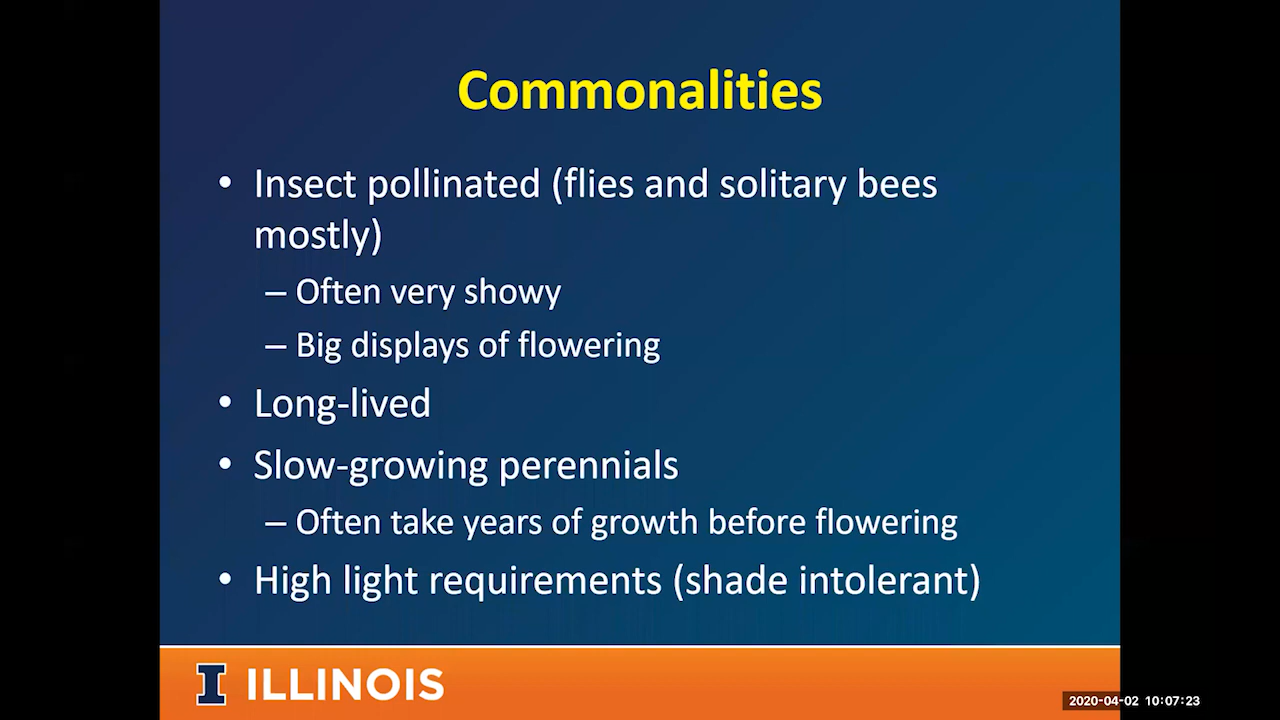 Commonalities
• Insect pollinated (flies and solitary bees
mostly)
– Often very showy
– Big displays of flowering
• Long-lived
• Slow-growing perennials
– Often take years of growth before flowering
• High light requirements (shade intolerant)
I ILLINOIS
2020-04-02 10:07:23